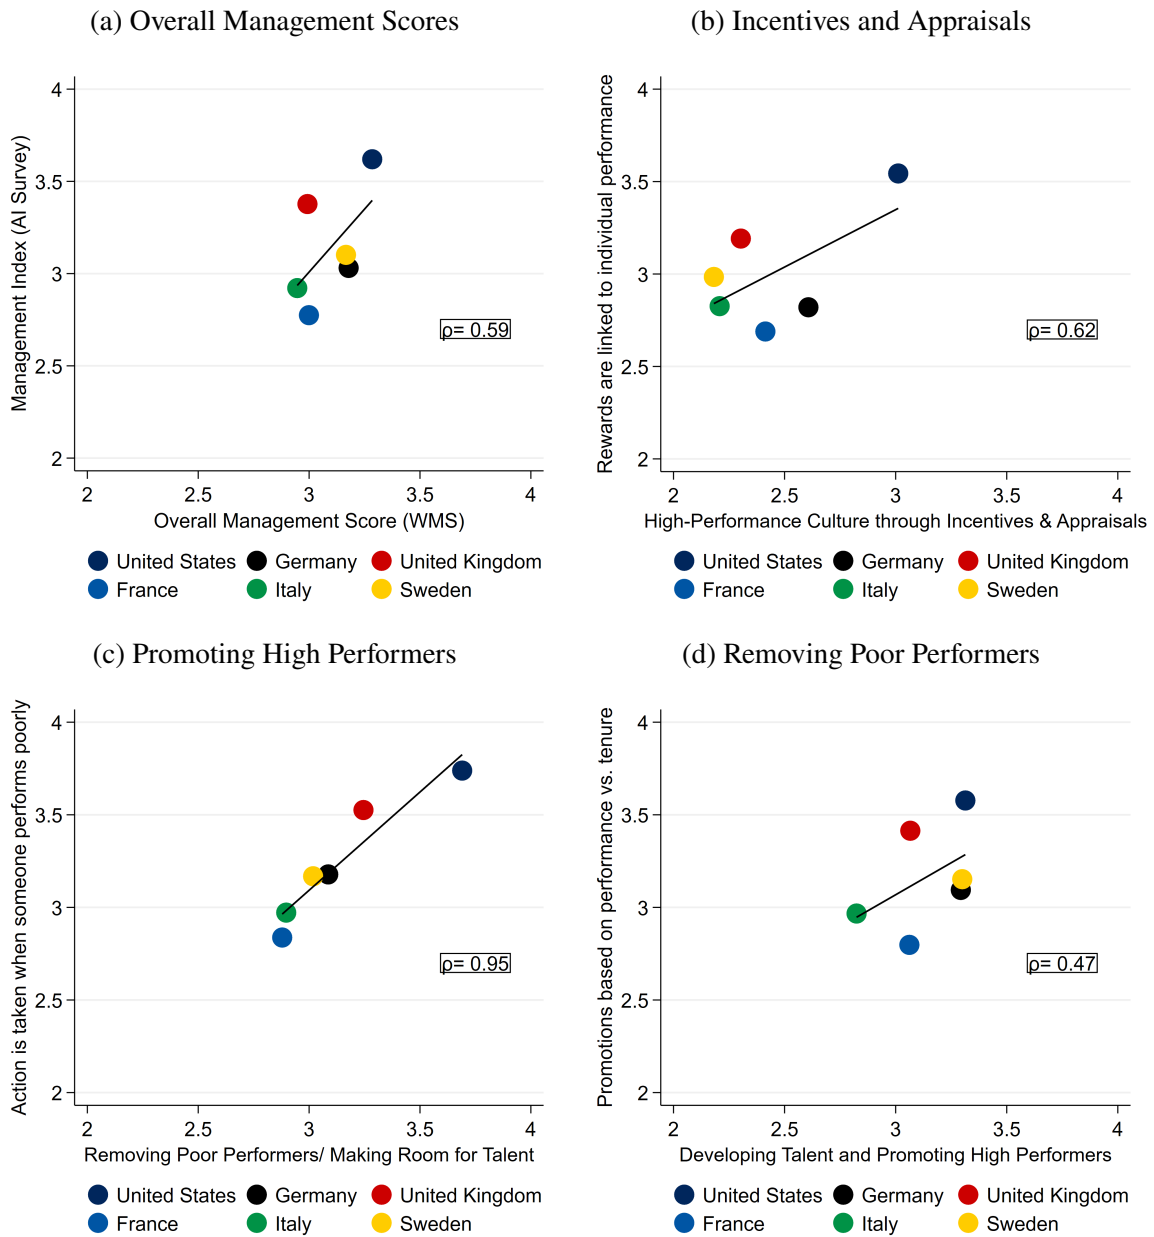 (a) Overall Management Scores
Management Index (AI Survey)
4
3.5
3
2.5
2
ρ= 0.59
2 2.5 3 3.5 4
Overall Management Score (WMS)
United States Germany United Kingdom
France Italy Sweden
(b) Incentives and Appraisals
Rewards are linked to individual performance
4
3.5
3
2.5
2
ρ= 0.62
2 2.5 3 3.5 4
High-Performance Culture through Incentives & Appraisals
United States Germany United Kingdom
France Italy Sweden
(c) Promoting High Performers
Action is taken when someone performs poorly
4
3.5
3
2.5
2
ρ= 0.95
2 2.5 3 3.5 4
Removing Poor Performers/ Making Room for Talent
United States Germany United Kingdom
France Italy Sweden
(d) Removing Poor Performers
Promotions based on performance vs. tenure
4
3.5
3
2.5
2
ρ= 0.47
2 2.5 3 3.5 4
Developing Talent and Promoting High Performers
United States Germany United Kingdom
France Italy Sweden